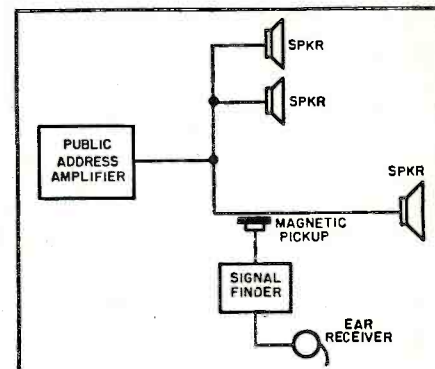 SPKR
SPKR
PUBLIC
ADDRESS
AMPLIFIER
SPKR
MAGNETIC
PICKUP
SIGNAL
FINDER
EAR
RECEIVER